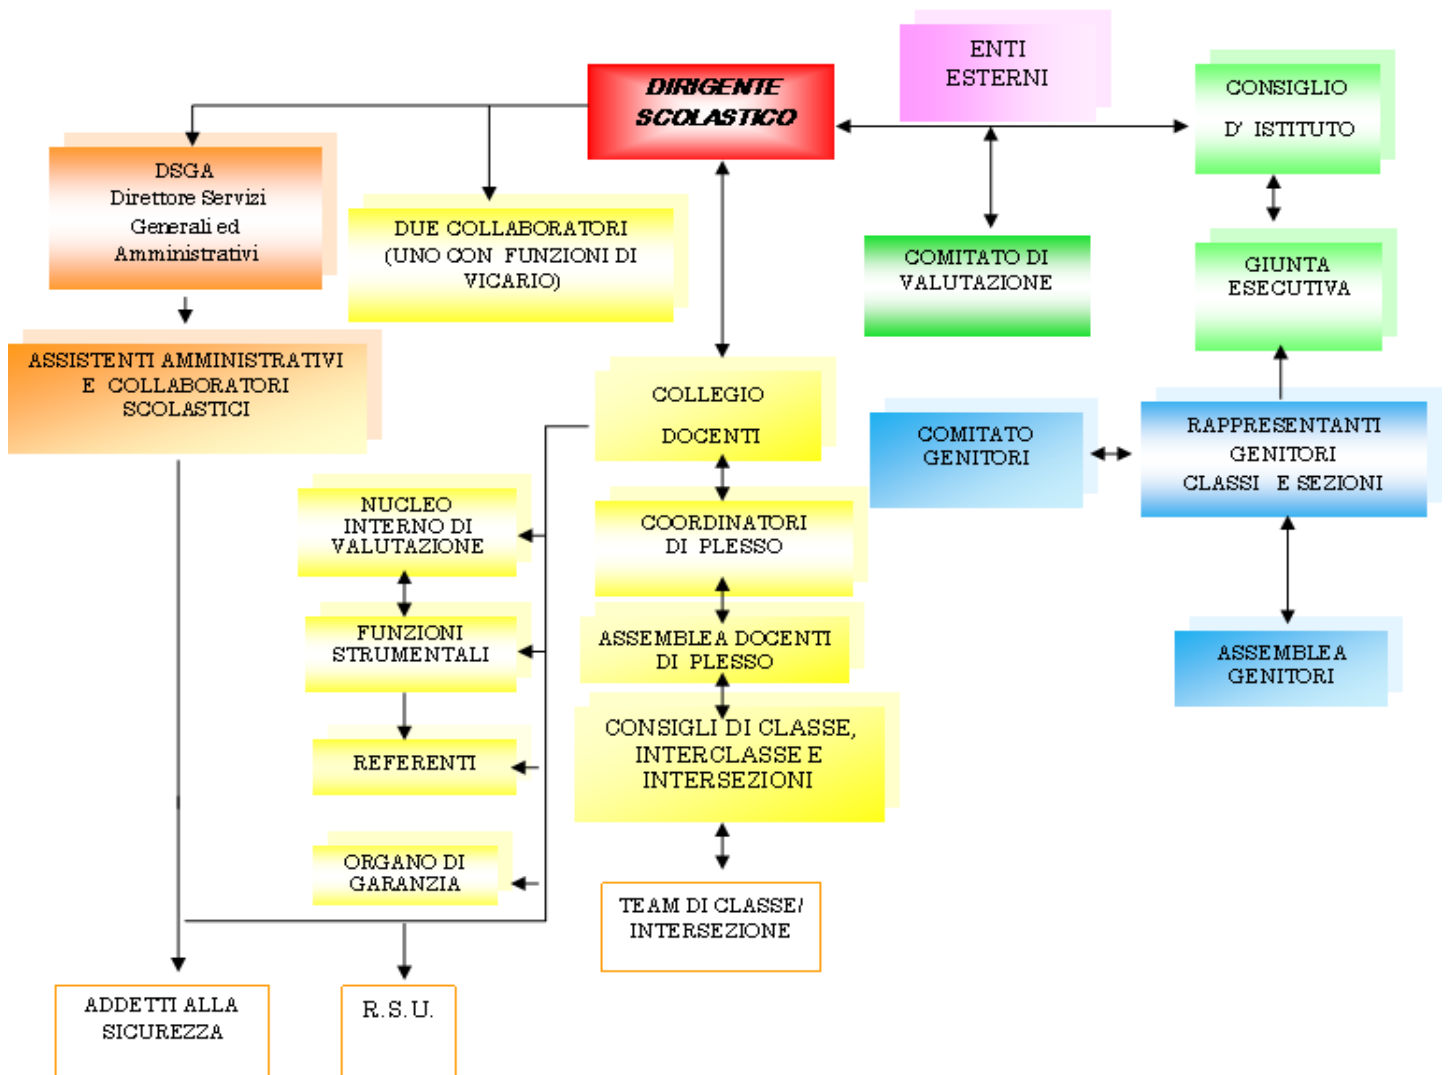 ENTI
ESTERNI
DIRIGENTE
SCOLASTICO
CONSIGLIO
D' ISTITUTO
DSGA
Direttore Servizi
Generali ed
Amministrativi
DUE COLLABORATORI
(UNO CON FUNZIONI DI
VICARIO)
COMITATO DI
VALUTAZIONE
GIUNTA
ESECUTIVA
ASSISTENTI AMMINISTRATIVI
E COLLABORATORI
SCOLASTICI
COLLEGIO
DOCENTI
COMITATO
GENITORI
RAPPRESENTANTI
GENITORI
CLASSI E SEZIONI
NUCLEO
INTERNO DI
VALUTAZIONE
COORDINATORI
DI PLESSO
FUNZIONI
STRUMENTALI
ASSEMBLEA DOCENTI
DI PLESSO
ASSEMBLEA
GENITORI
REFERENTI
CONSIGLI DI CLASSE,
INTERCLASSE E
INTERSEZIONI
ORGANO DI
GARANZIA
TEAM DI CLASSE/
INTERSEZIONE
ADDETTI ALLA
SICUREZZA
R.S.U.